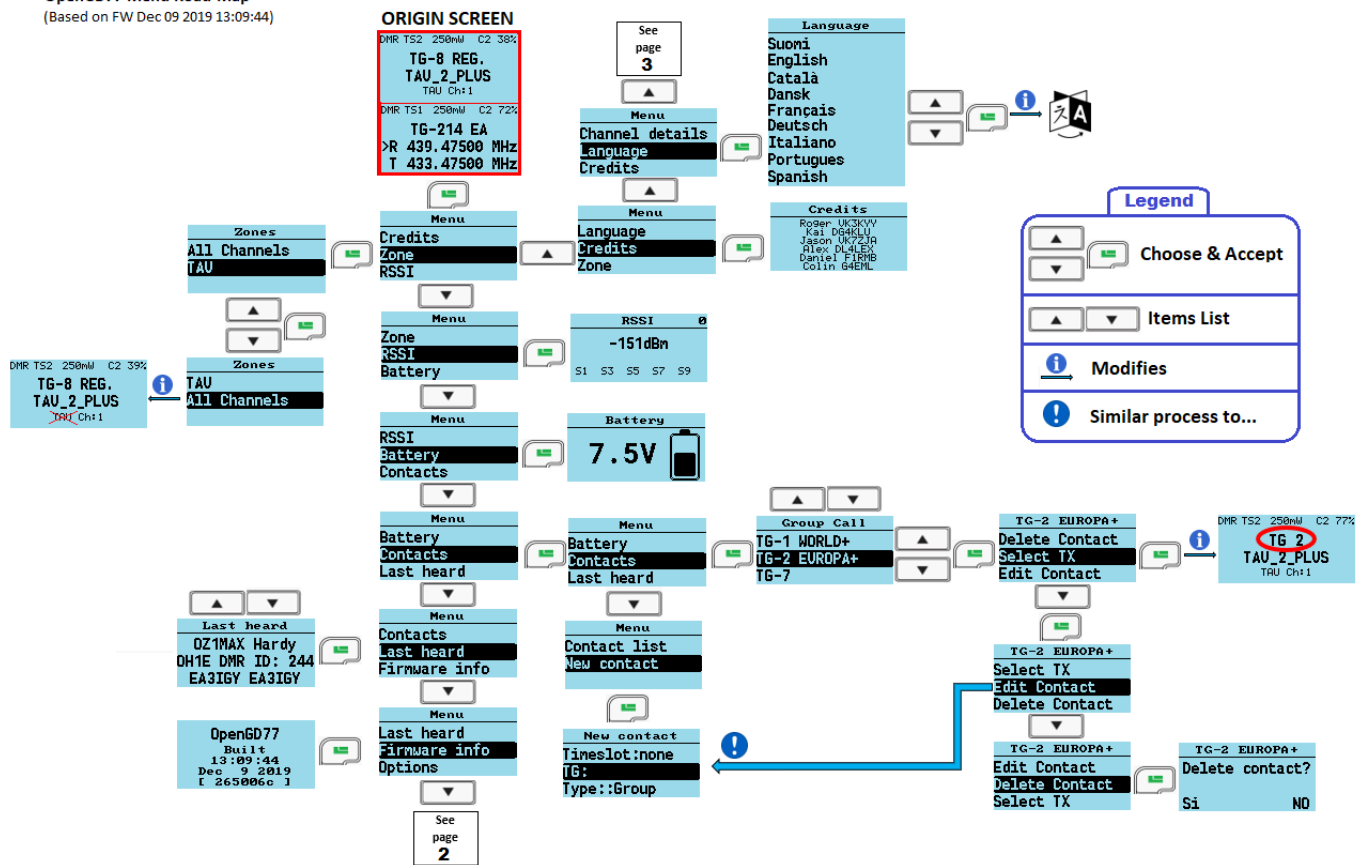 OpenGD77 Menu Road Map
(Based on FW Dec 09 2019 13:09:44)
ORIGIN SCREEN
DMR TS2 250mW C2 38%
TG-8 REG.
TAU_2_PLUS
TAU Ch:1
DMR TS1 250mW C2 72%
TG-214 EA
>R 439.47500 MHz
T 433.47500 MHz
See
page
3
Menu
Channel details
Language
Credits
Language
Suomi
English
Català
Dansk
Français
Deutsch
Italiano
Portugues
Spanish
Menu
Language
Credits
Zone
Credits
Roger VK3KYY
Kai DG4KLU
Jason VK7ZJA
Alex DL4LEX
Daniel F1RMB
Colin G4EML
Legend
Choose & Accept
Items List
Modifies
Similar process to...
Menu
Credits
Zone
RSSI
Zones
All Channels
TAU
Zones
TAU
All Channels
DMR TS2 250mW C2 39%
TG-8 REG.
TAU_2_PLUS
TAU Ch:1
Menu
Zone
RSSI
Battery
RSSI 0
-151dBm
S1 S3 S5 S7 S9
Menu
RSSI
Battery
Contacts
Battery
7.5V
Menu
Battery
Contacts
Last heard
Menu
Battery
Contacts
Last heard
Group Call
TG-1 WORLD+
TG-2 EUROPA+
TG-7
TG-2 EUROPA+
Delete Contact
Select TX
Edit Contact
DMR TS2 250mW C2 77%
TG 2
TAU_2_PLUS
TAU Ch:1
Last heard
OZ1MAX Hardy
OH1E DMR ID: 244
EA3IGY EA3IGY
Menu
Contacts
Last heard
Firmware info
Menu
Contact list
New contact
TG-2 EUROPA+
Select TX
Edit Contact
Delete Contact
OpenGD77
Built
13:09:44
Dec 9 2019
[ 265006c ]
Menu
Last heard
Firmware info
Options
New contact
Timeslot:none
TG:
Type::Group
TG-2 EUROPA+
Edit Contact
Delete Contact
Select TX
TG-2 EUROPA+
Delete contact?
Si NO
See
page
2